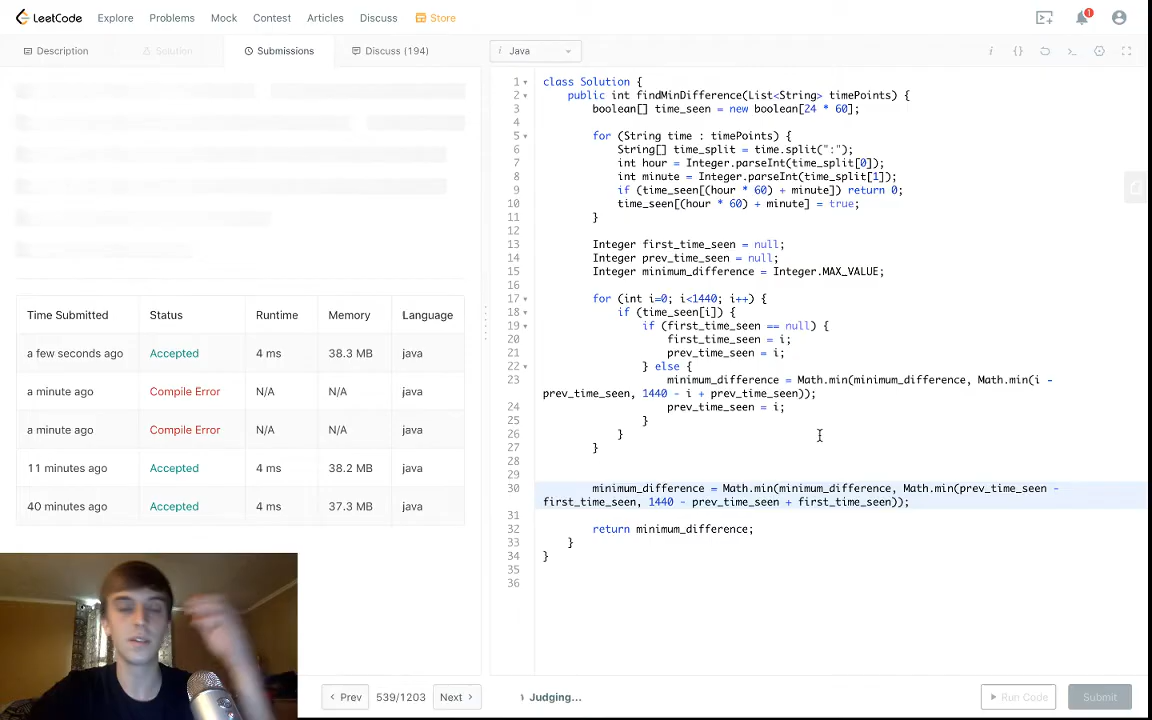 LeetCode
Explore
Problems
Mock
Contest
Articles
Discuss
Store
1
Description
Solution
Submissions
Discuss (194)
i Java
Time Submitted Status Runtime Memory Language
a few seconds ago Accepted 4 ms 38.3 MB java
a minute ago Compile Error N/A N/A java
a minute ago Compile Error N/A N/A java
11 minutes ago Accepted 4 ms 38.2 MB java
40 minutes ago Accepted 4 ms 37.3 MB java
1 class Solution {
2 public int findMinDifference(List<String> timePoints) {
3 boolean[] time_seen = new boolean[24 * 60];
4
5 for (String time : timePoints) {
6 String[] time_split = time.split(":");
7 int hour = Integer.parseInt(time_split[0]);
8 int minute = Integer.parseInt(time_split[1]);
9 if (time_seen[(hour * 60) + minute]) return 0;
10 time_seen[(hour * 60) + minute] = true;
11 }
12
13 Integer first_time_seen = null;
14 Integer prev_time_seen = null;
15 Integer minimum_difference = Integer.MAX_VALUE;
16
17 for (int i=0; i<1440; i++) {
18 if (time_seen[i]) {
19 if (first_time_seen == null) {
20 first_time_seen = i;
21 prev_time_seen = i;
22 } else {
23 minimum_difference = Math.min(minimum_difference, Math.min(i -
prev_time_seen, 1440 - i + prev_time_seen));
24 prev_time_seen = i;
25 }
26 }
27 }
28
29
30 minimum_difference = Math.min(minimum_difference, Math.min(prev_time_seen -
first_time_seen, 1440 - prev_time_seen + first_time_seen));
31
32 return minimum_difference;
33 }
34 }
35
36
Prev
539/1203
Next
Judging...
Run Code
Submit